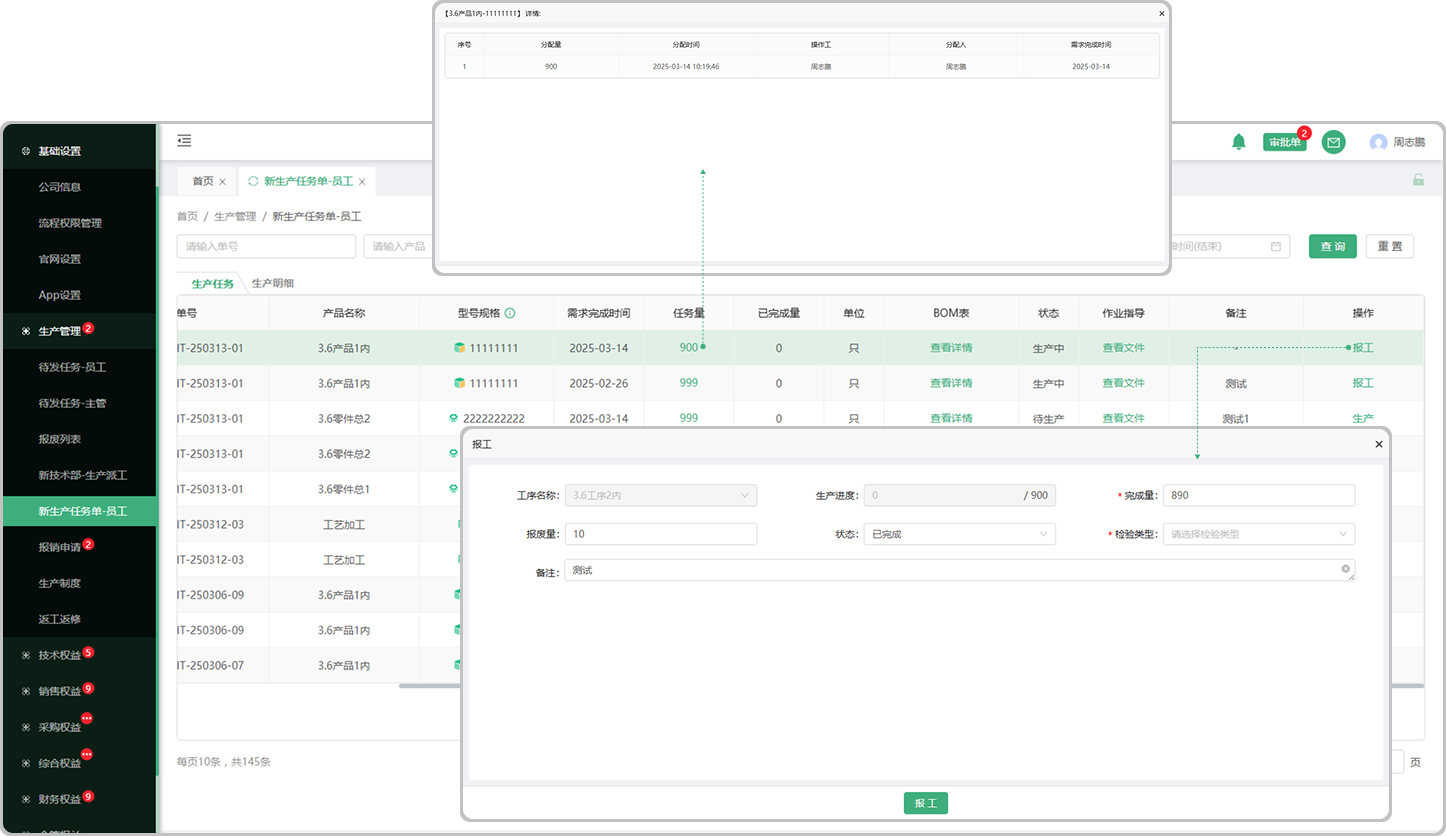 【3.6产品1内-11111111】 详情:
序号 分配量 分配时间 操作工 分配人 需求完成时间
1 900 2025-03-14 10:19:46 周志鹏 周志鹏 2025-03-14
基础设置
公司信息
流程权限管理
官网设置
App设置
生产管理 2
待发任务-员工
待发任务-主管
报废列表
新技术部-生产派工
新生产任务单-员工
报销申请 2
生产制度
返工返修
技术权益 5
销售权益 9
采购权益
综合权益
财务权益 9
审批单 2
周志鹏
首页 新生产任务单-员工
首页 / 生产管理 / 新生产任务单-员工
请输入单号 请输入产品 时间(结束) 查 询 重 置
生产任务 生产明细
单号 产品名称 型号规格 需求完成时间 任务量 已完成量 单位 BOM表 状态 作业指导 备注 操作
IT-250313-01 3.6产品1内 11111111 2025-03-14 900 0 只 查看详情 生产中 查看文件 - 报工
IT-250313-01 3.6产品1内 11111111 2025-02-26 999 0 只 查看详情 生产中 查看文件 测试 报工
IT-250313-01 3.6零件总2 2222222222 2025-03-14 999 0 只 查看详情 待生产 查看文件 测试1 生产
IT-250313-01 3.6零件总2
IT-250313-01 3.6零件总1
IT-250312-03 工艺加工
IT-250312-03 工艺加工
IT-250306-09 3.6产品1内
IT-250306-09 3.6产品1内
IT-250306-07 3.6产品1内
每页10条，共145条
页
报工
工序名称: 3.6工序2内 生产进度: 0 / 900 * 完成量: 890
报废量: 10 状态: 已完成 * 检验类型: 请选择检验类型
备注: 测试
报 工